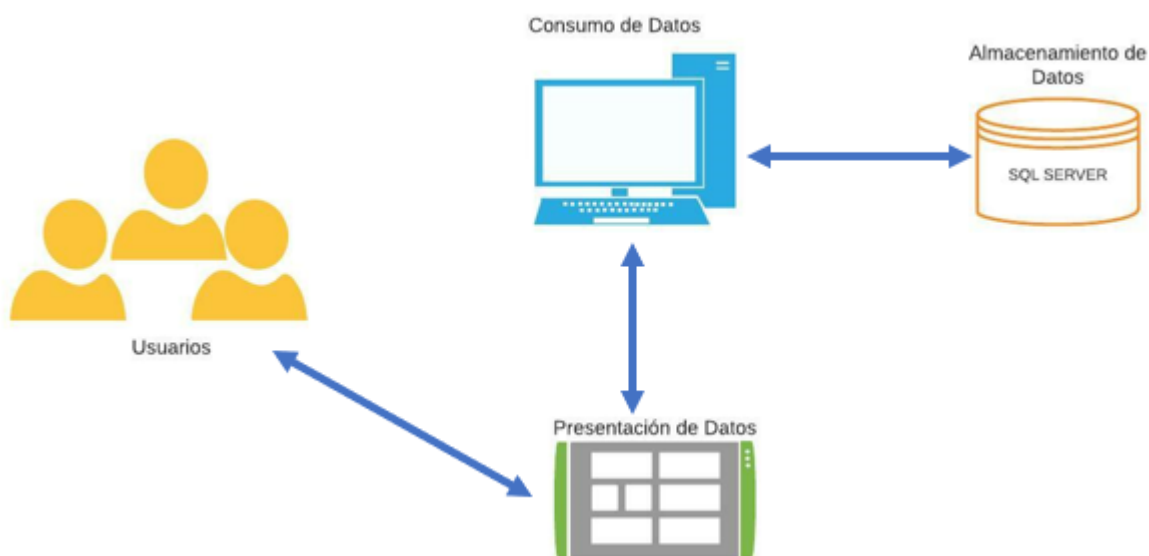 Consumo de Datos
Almacenamiento de
Datos
SQL SERVER
Usuarios
Presentación de Datos